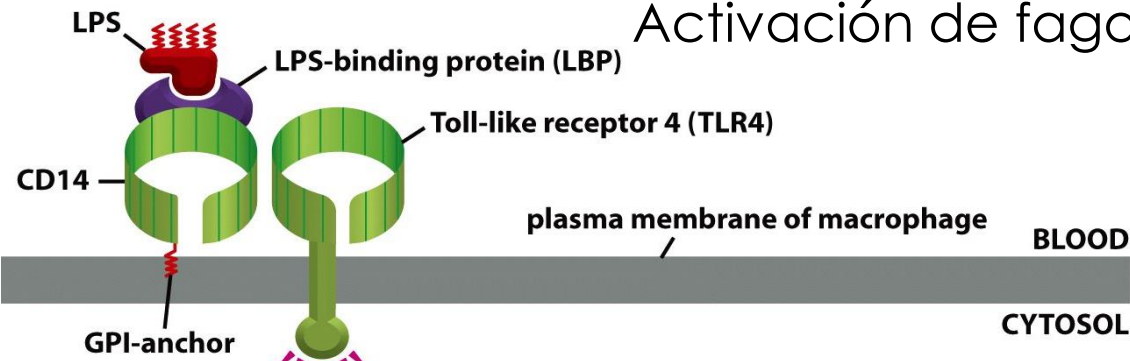 Activación de
LPS
LPS-binding protein (LBP)
Toll-like receptor 4 (TLR4)
CD14
plasma membrane of macrophage
BLOOD
CYTOSOL
GPI-anchor